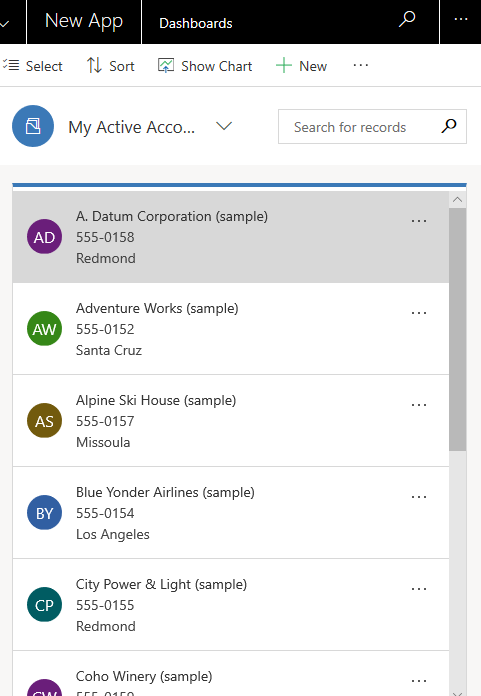 New App
Dashboards
Select Sort Show Chart New ...
My Active Acco...
Search for records
A. Datum Corporation (sample)
...
AD
555-0158
Redmond
Adventure Works (sample)
...
AW
555-0152
Santa Cruz
Alpine Ski House (sample)
...
AS
555-0157
Missoula
Blue Yonder Airlines (sample)
...
BY
555-0154
Los Angeles
City Power & Light (sample)
...
CP
555-0155
Redmond
Coho Winery (sample)
...
CW
555-0159